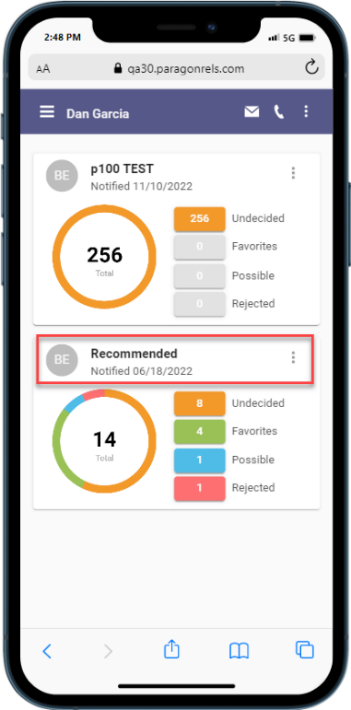 2:48 PM
5G
AA
qa30.paragonrels.com
Dan Garcia
BE
p100 TEST
Notified 11/10/2022
256
Total
256 Undecided
0 Favorites
0 Possible
0 Rejected
BE
Recommended
Notified 06/18/2022
14
Total
8 Undecided
4 Favorites
1 Possible
1 Rejected